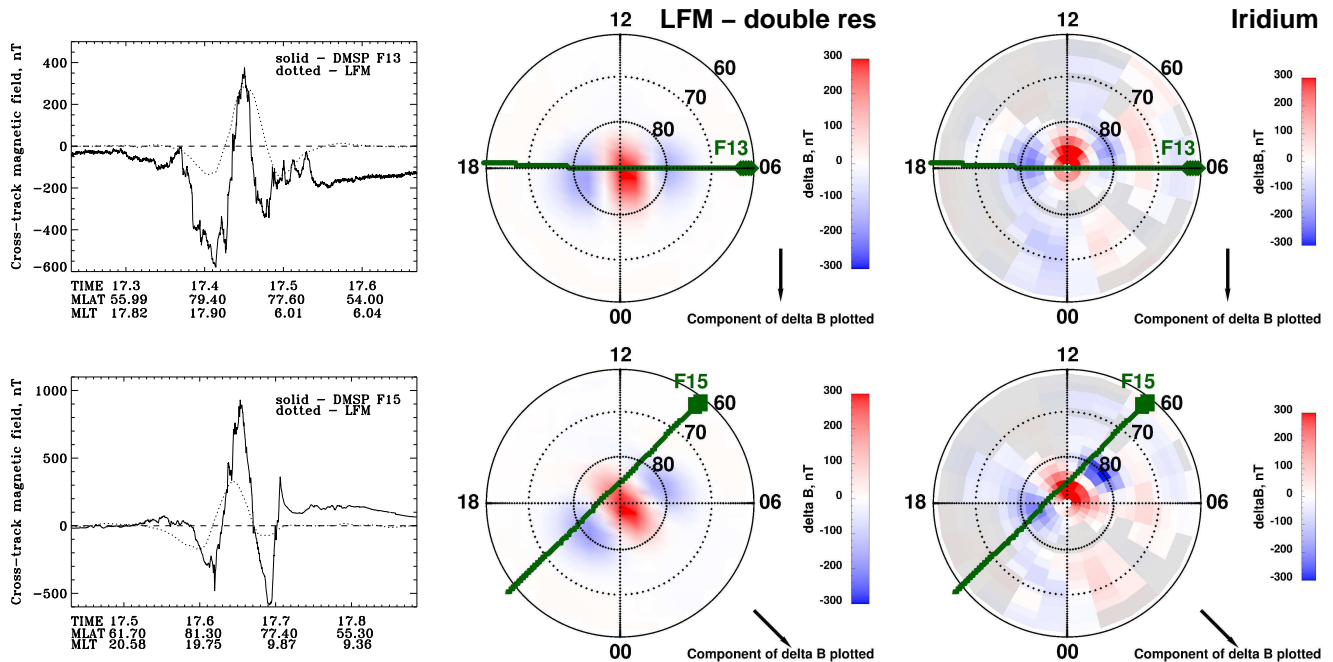 LFM – double res
Iridium
Cross-track magnetic field, nT
400
200
0
−200
−400
−600
solid – DMSP F13
dotted – LFM
TIME 17.3 17.4 17.5 17.6
MLAT 55.99 79.40 77.60 54.00
MLT 17.82 17.90 6.01 6.04
12
60
70
80
F13
18
06
00
300
200
100
0
-100
-200
-300
delta B, nT
Component of delta B plotted
12
60
70
80
F13
18
06
00
300
200
100
0
-100
-200
-300
deltaB, nT
Component of delta B plotted
Cross-track magnetic field, nT
1000
500
0
−500
solid – DMSP F15
dotted – LFM
TIME 17.5 17.6 17.7 17.8
MLAT 61.70 81.30 77.40 55.30
MLT 20.58 19.75 9.87 9.36
12
F15
60
70
80
18
06
00
300
200
100
0
-100
-200
-300
delta B, nT
Component of delta B plotted
12
F15
60
70
80
18
06
00
300
200
100
0
-100
-200
-300
deltaB, nT
Component of delta B plotted